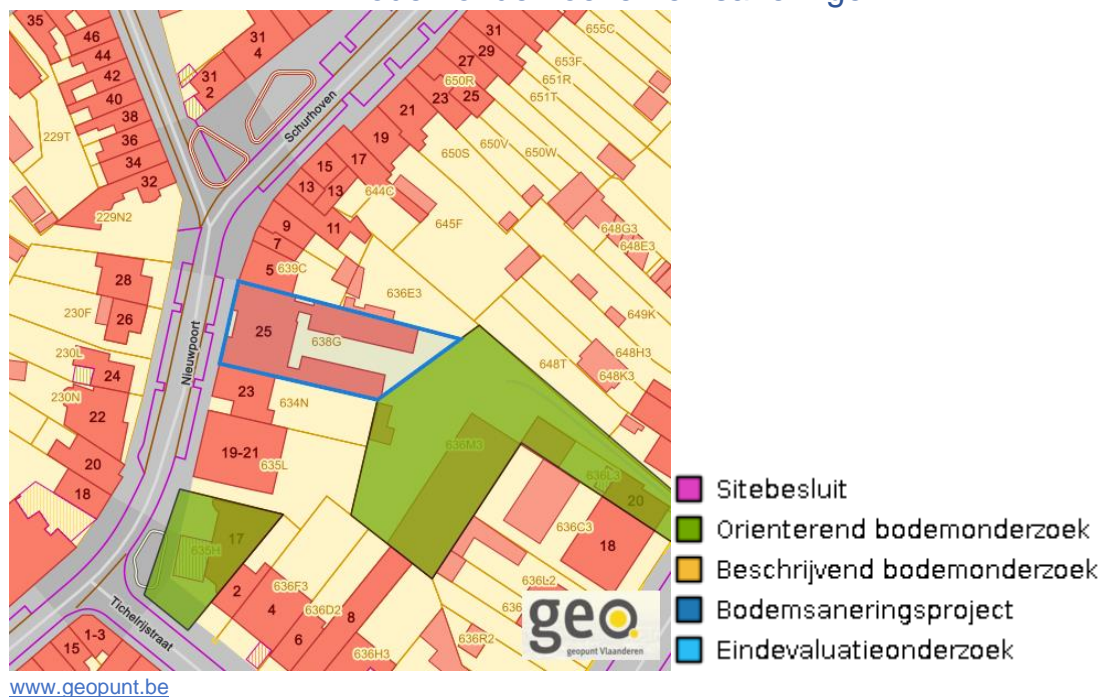 35
46
44
42
40
38
36
34
32
229T
229N2
31
4
31
2
Schurhoven
31
29
27
650R
23
25
21
19
17
15
13
13
11
9
7
5
639C
644C
645F
650S
650V
650W
655C
653F
651R
651T
648G3
648E3
649K
648H3
648K3
648T
636E3
638G
25
Nieuwpoort
28
26
230F
230L
24
230N
22
20
18
23
634N
19-21
635L
17
635H
636M3
636L3
20
636C3
18
2
636F3
4
636D2
6
8
636H3
636L2
636
636R2
Ticheirijstraat
1-3
15
geo
geopunt Vlaanderen
Sitebesluit
Orienterend bodemonderzoek
Beschrijvend bodemonderzoek
Bodemsaneringsproject
Eindevaluatieonderzoek
www.geopunt.be